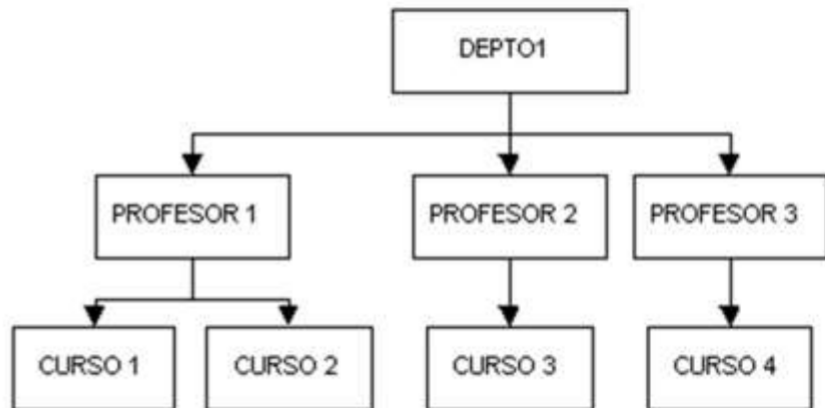 DEPTO1
PROFESOR 1
PROFESOR 2
PROFESOR 3
CURSO 1
CURSO 2
CURSO 3
CURSO 4